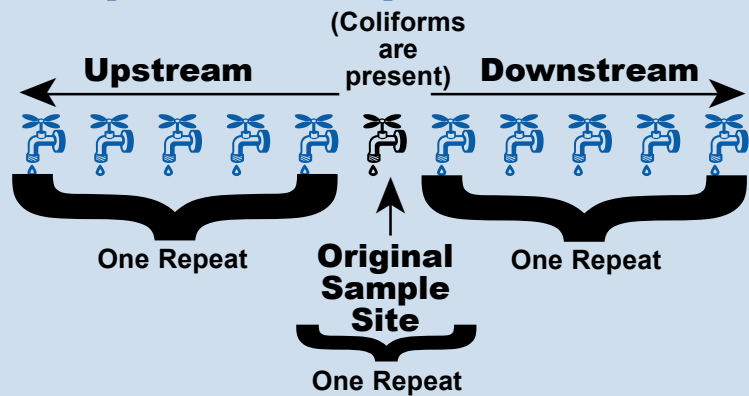 (Coliforms
are
present)
Upstream
Downstream
One Repeat
Original
Sample
Site
One Repeat
One Repeat